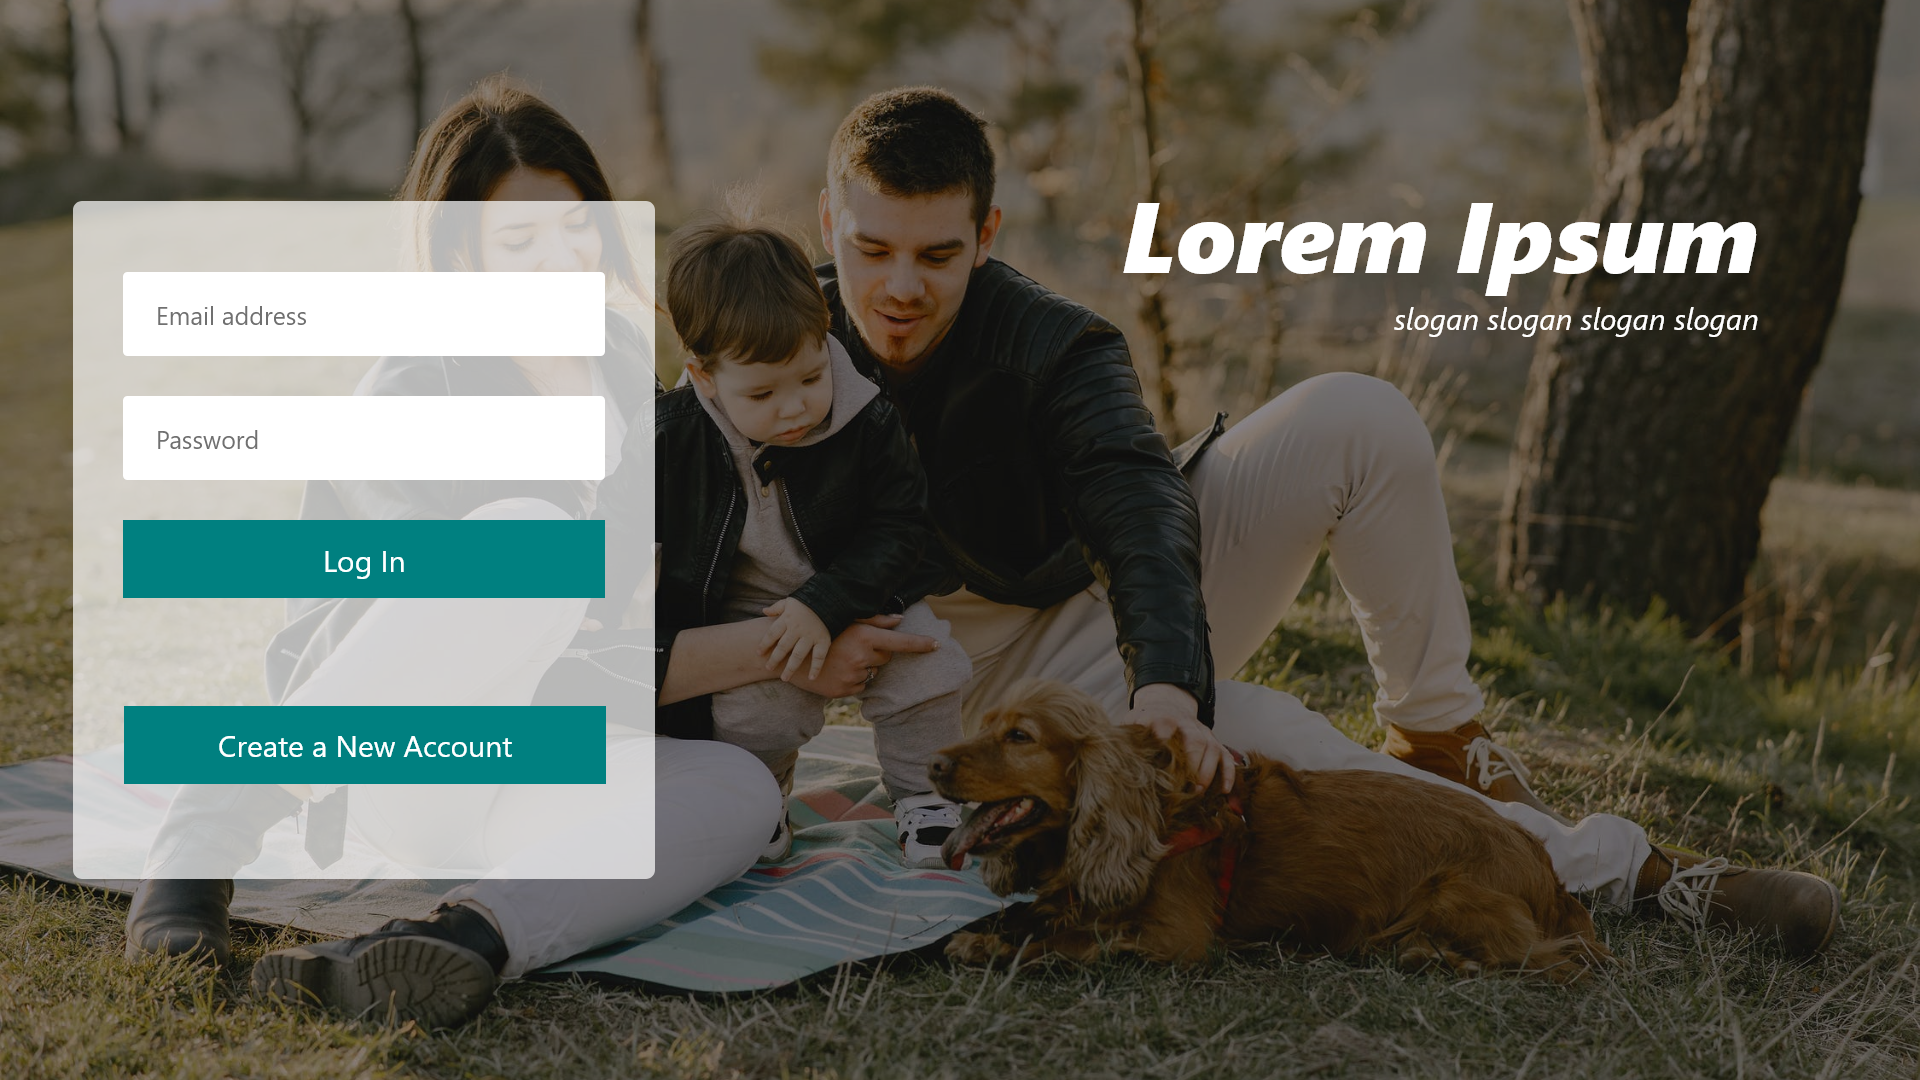 Lorem Ipsum
slogan slogan slogan slogan
Email address
Password
Log In
Create a New Account